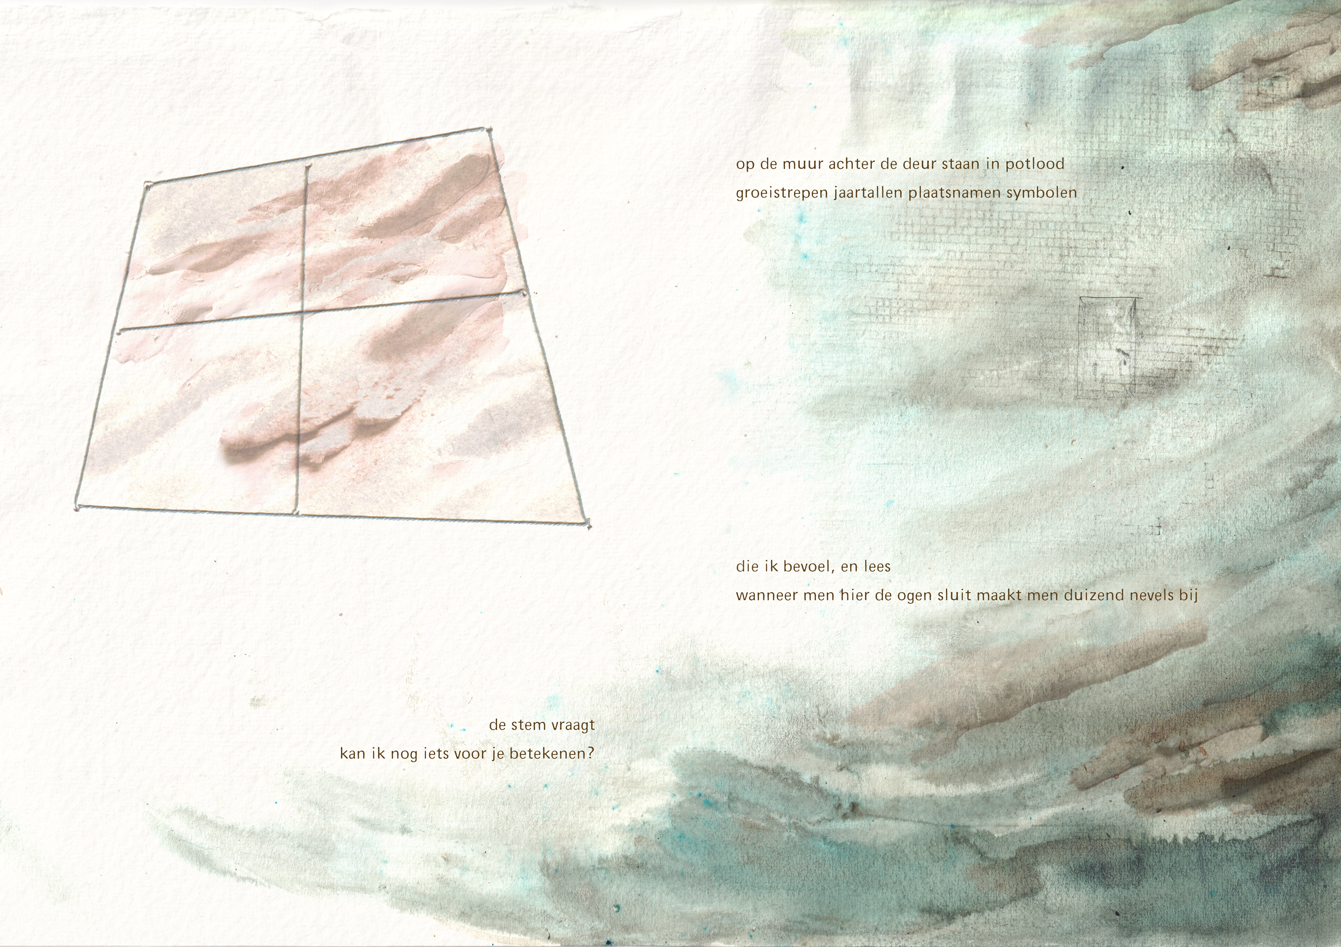 op de muur achter de deur staan in potlood
groeistrepen jaartallen plaatsnamen symbolen
die ik bevoel, en lees
wanneer men hier de ogen sluit maakt men duizend nevels bij
de stem vraagt
kan ik nog iets voor je betekenen?